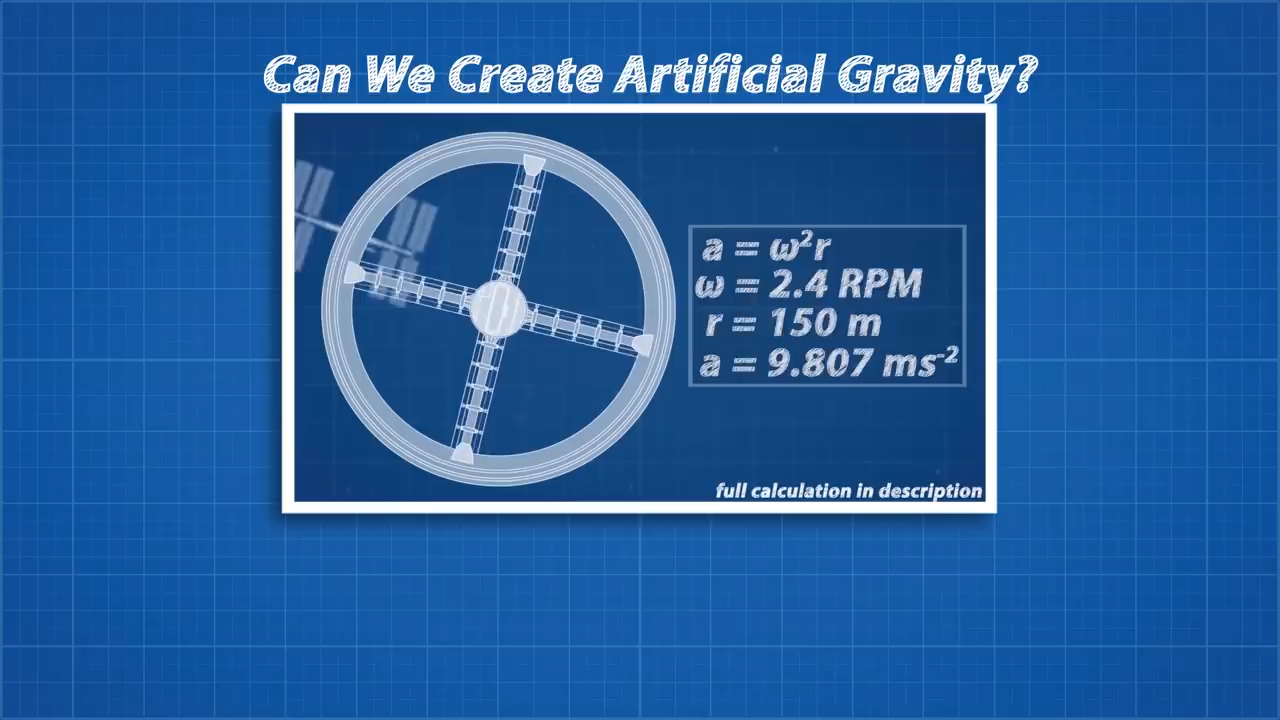 Can We Create Artificial Gravity?
a = ω²r
ω = 2.4 RPM
r = 150 m
a = 9.807 ms⁻²
full calculation in description